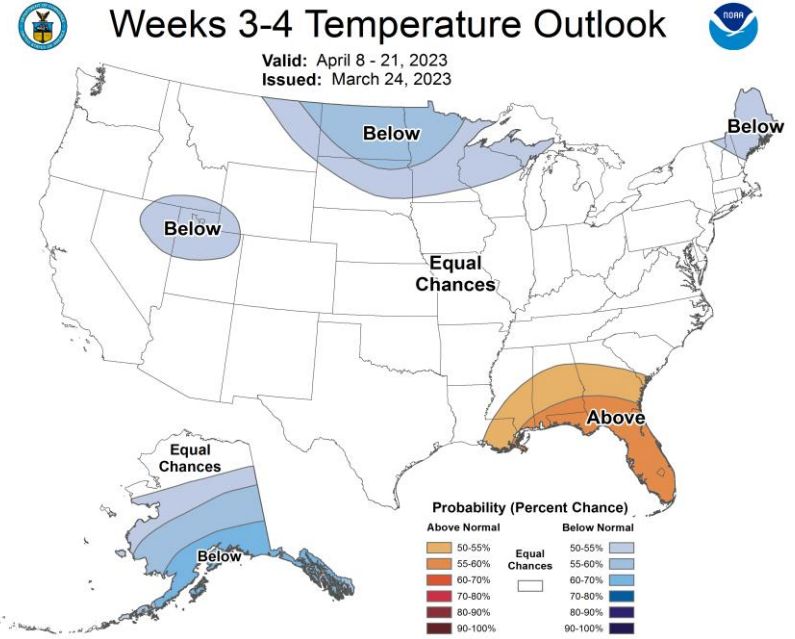 Weeks 3-4 Temperature Outlook
NOAA
Valid: April 8 - 21, 2023
Issued: March 24, 2023
Below
Below
Below
Equal
Chances
Above
Equal
Chances
Below
Probability (Percent Chance)
Above Normal
Below Normal
Equal
Chances
50-55%
55-60%
60-70%
70-80%
80-90%
90-100%
50-55%
55-60%
60-70%
70-80%
80-90%
90-100%